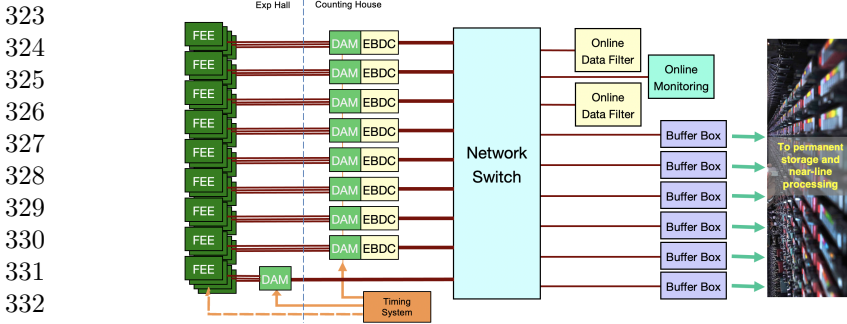 Exp Hall
Counting House
323
324
325
326
327
328
329
330
331
332
FEE
DAM EBDC
FEE
DAM EBDC
FEE
DAM EBDC
FEE
DAM EBDC
FEE
DAM EBDC
FEE
DAM EBDC
FEE
DAM EBDC
FEE
DAM EBDC
FEE
DAM
Timing
System
Network
Switch
Online
Data Filter
Online
Monitoring
Online
Data Filter
Buffer Box
Buffer Box
Buffer Box
Buffer Box
Buffer Box
Buffer Box
To permanent
storage and
near-line
processing